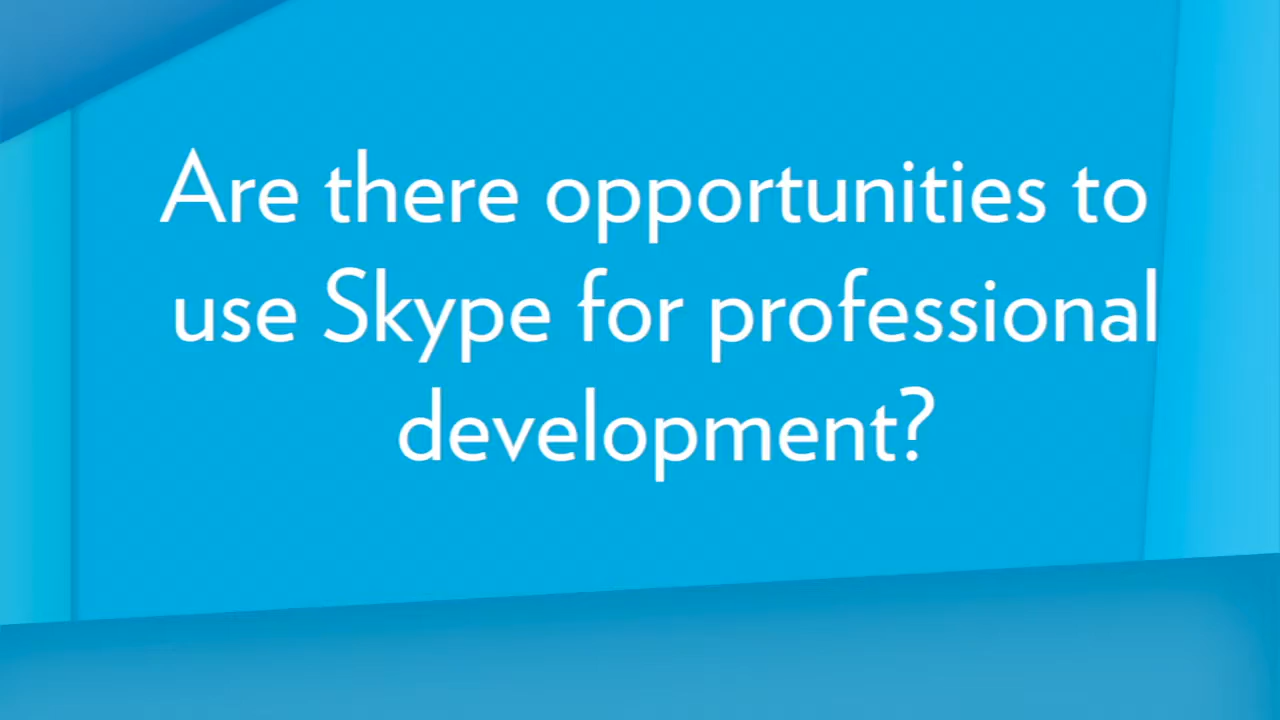 Are there opportunities to
use Skype for professional
development?